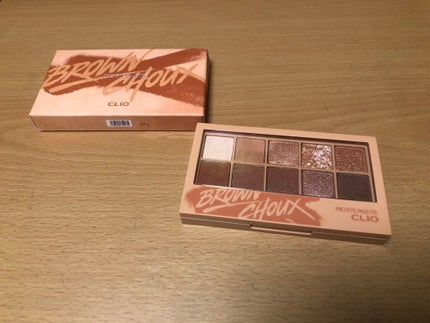 BROWN
CHOUX
CLIO
BROWN
CHOUX
PRO EYE PALETTE
CLIO